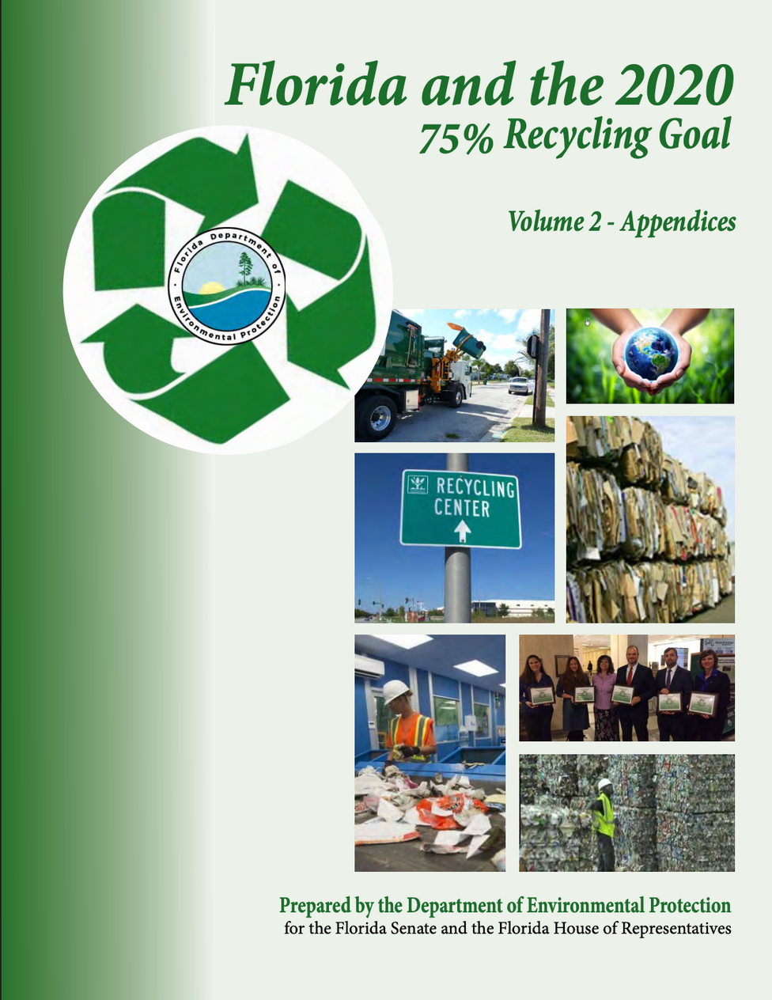 Florida and the 2020
75% Recycling Goal
Volume 2 - Appendices
Florida Department of
Environmental Protection
RECYCLING
CENTER
Prepared by the Department of Environmental Protection
for the Florida Senate and the Florida House of Representatives